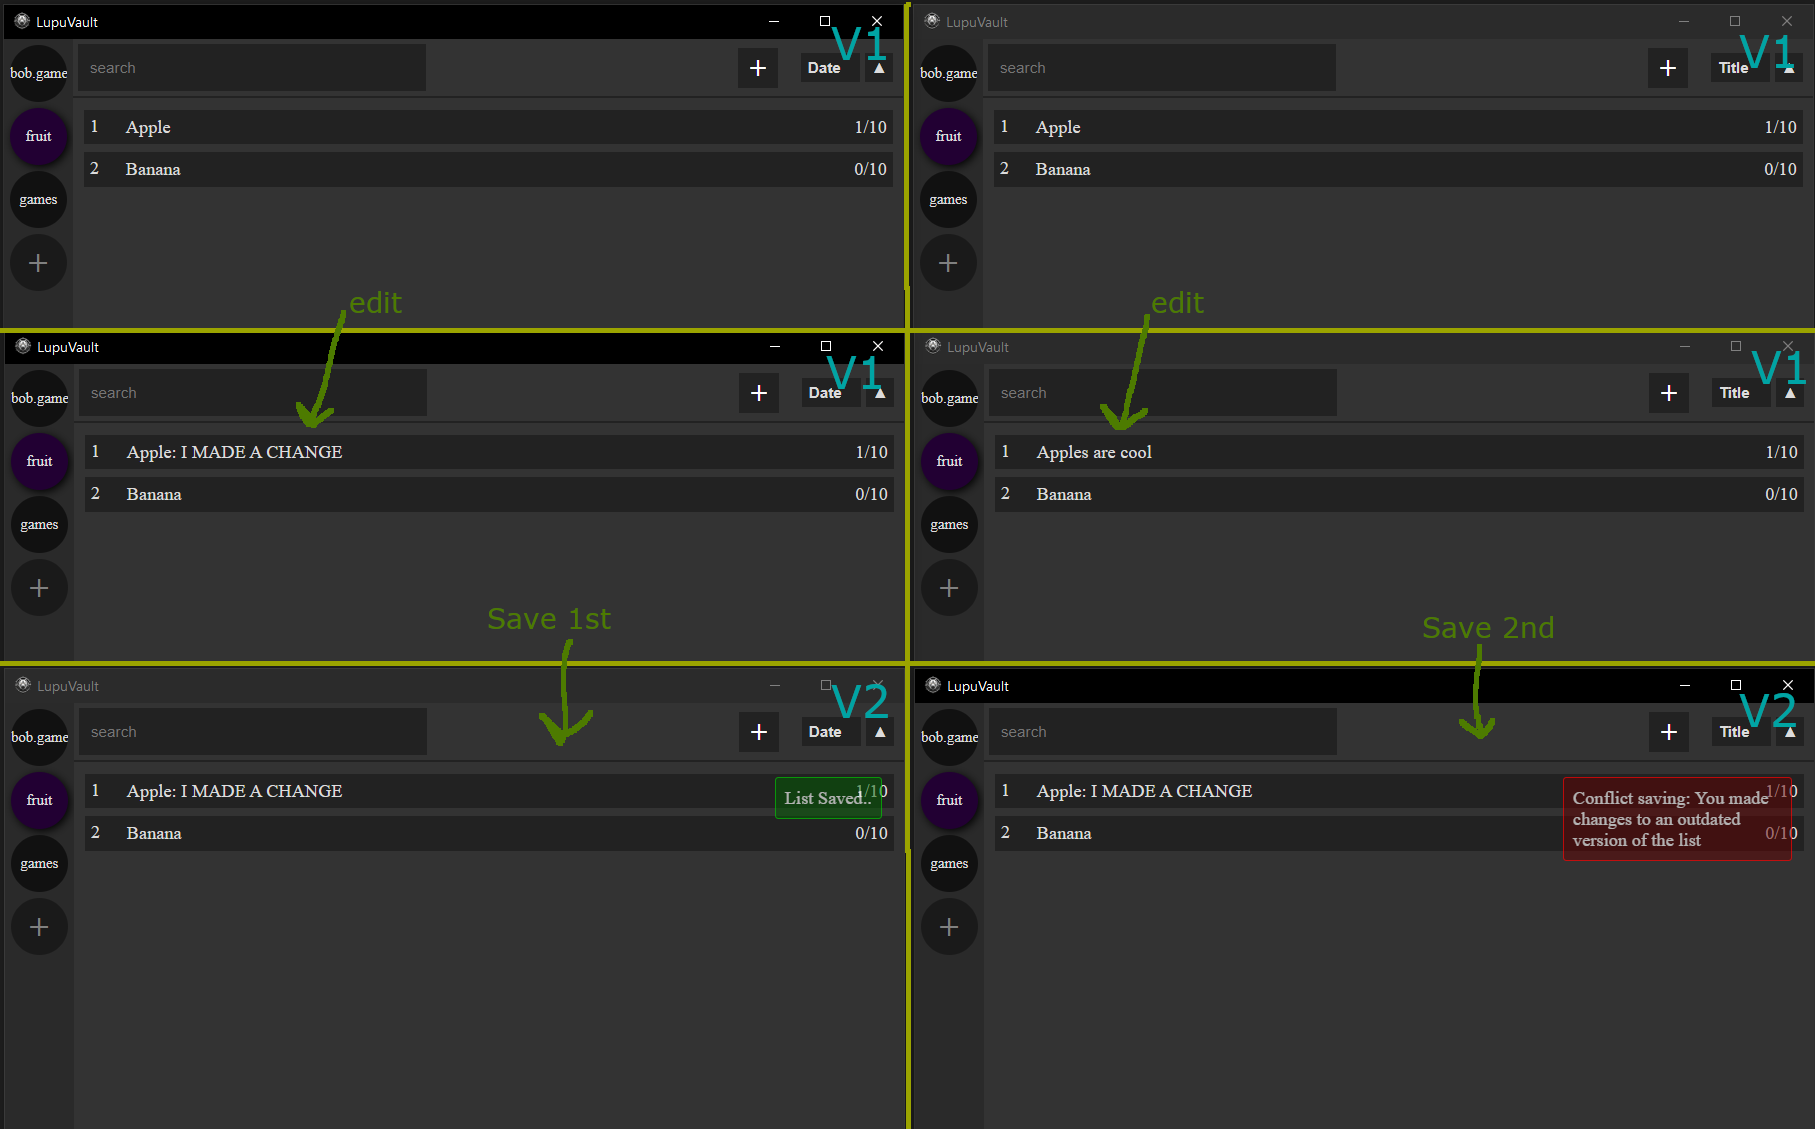 LupuVault
V1
bob.game
search
+
Date
▲
fruit
1 Apple 1/10
2 Banana 0/10
games
+
LupuVault
V1
bob.game
search
+
Title
▲
fruit
1 Apple 1/10
2 Banana 0/10
games
+
edit
edit
LupuVault
V1
bob.game
search
+
Date
▲
fruit
1 Apple: I MADE A CHANGE 1/10
2 Banana 0/10
games
+
LupuVault
V1
bob.game
search
+
Title
▲
fruit
1 Apples are cool 1/10
2 Banana 0/10
games
+
Save 1st
Save 2nd
LupuVault
V2
bob.game
search
+
Date
▲
fruit
1 Apple: I MADE A CHANGE 1/10
List Saved..
2 Banana 0/10
games
+
LupuVault
V2
bob.game
search
+
Title
▲
fruit
1 Apple: I MADE A CHANGE 1/10
2 Banana 0/10
Conflict saving: You made
changes to an outdated
version of the list
games
+